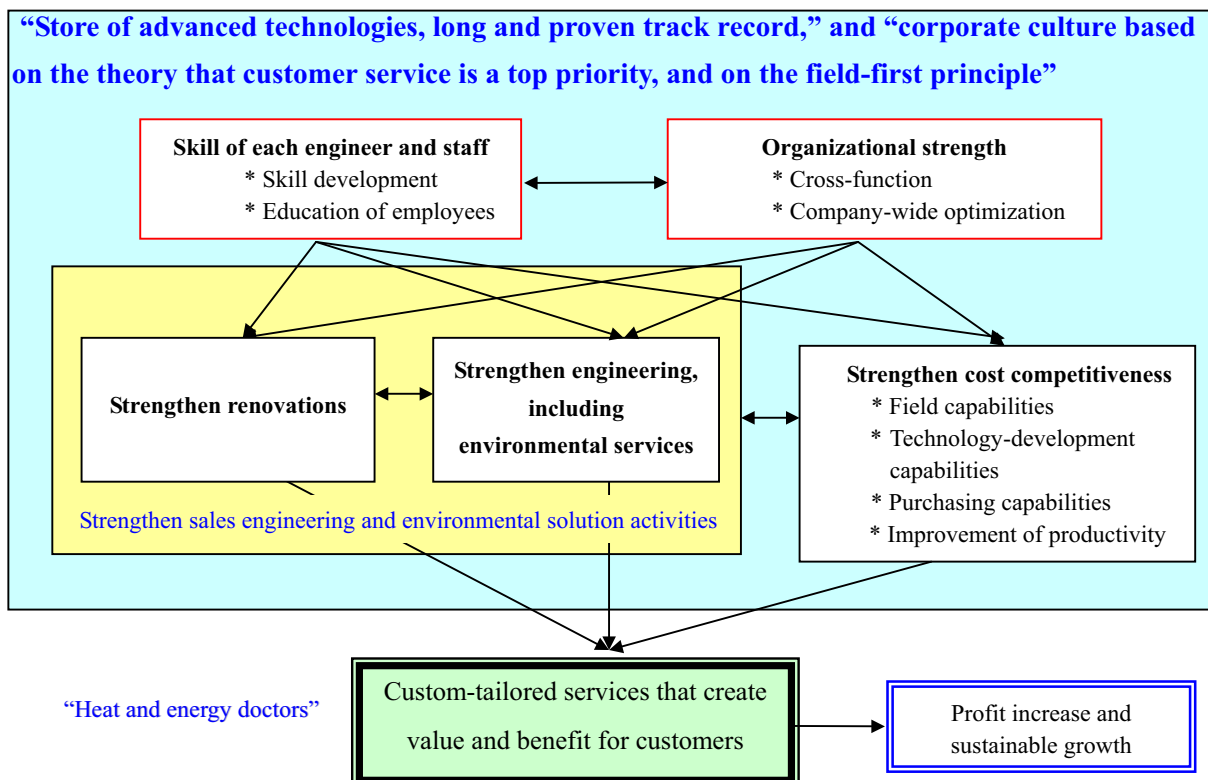 “Store of advanced technologies, long and proven track record,” and “corporate culture based
on the theory that customer service is a top priority, and on the field-first principle”
Skill of each engineer and staff
* Skill development
* Education of employees
Organizational strength
* Cross-function
* Company-wide optimization
Strengthen renovations
Strengthen engineering,
including
environmental services
Strengthen cost competitiveness
* Field capabilities
* Technology-development
capabilities
* Purchasing capabilities
* Improvement of productivity
Strengthen sales engineering and environmental solution activities
“Heat and energy doctors”
Custom-tailored services that create
value and benefit for customers
Profit increase and
sustainable growth